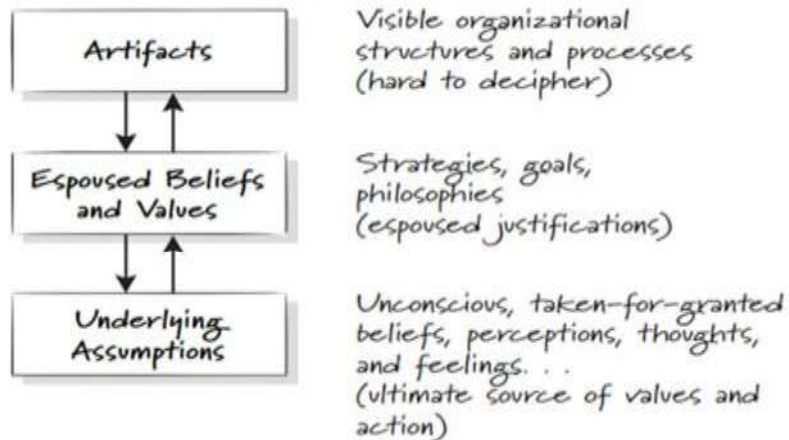 Artifacts
Visible organizational
structures and processes
(hard to decipher)
Espoused Beliefs
and Values
Strategies, goals,
philosophies
(espoused justifications)
Underlying
Assumptions
Unconscious, taken-for-granted
beliefs, perceptions, thoughts,
and feelings. . .
(ultimate source of values and
action)